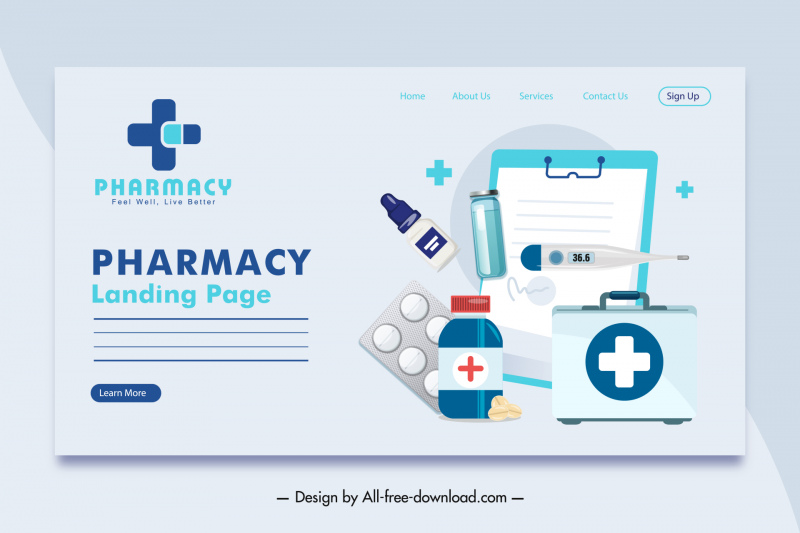 Home About Us Services Contact Us Sign Up
PHARMACY
Feel Well, Live Better
PHARMACY
Landing Page
36.6
Learn More
— Design by All-free-download.com —